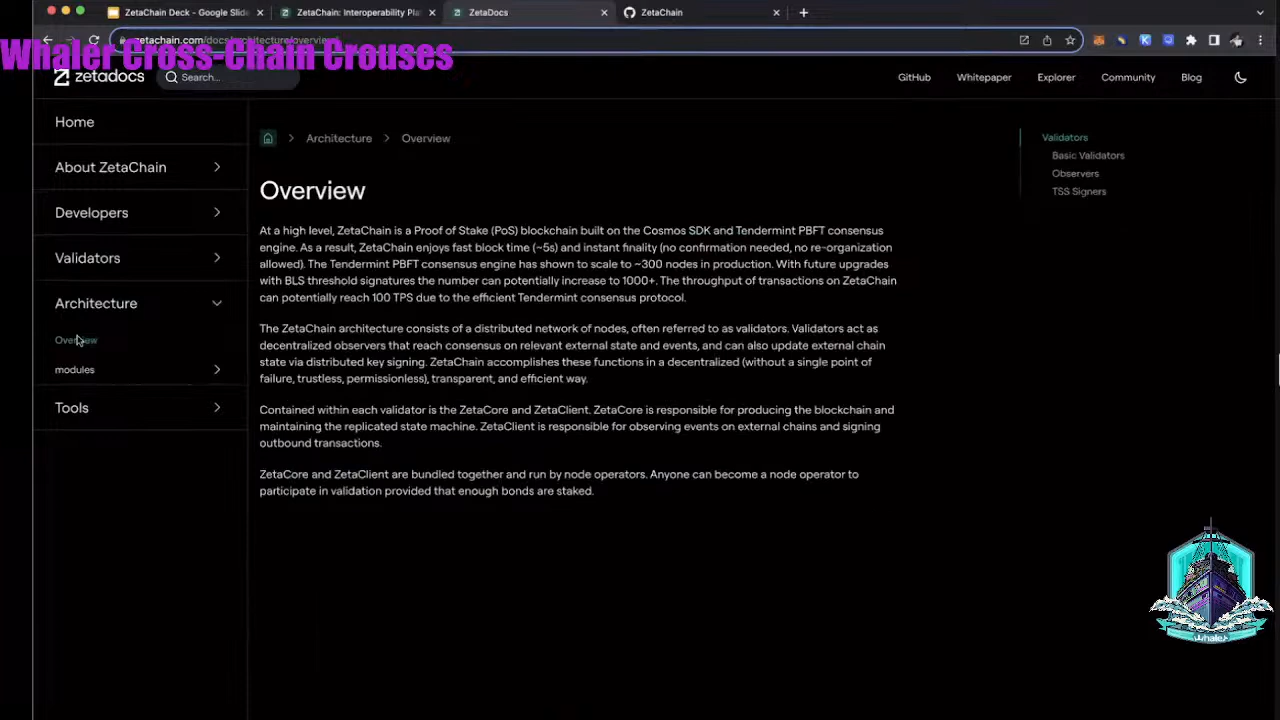 ZetaChain Deck - Google Slide
ZetaChain: Interoperability Pla
ZetaDocs
ZetaChain
zetachain.com/docs/architecture/overview
Whaler Cross-Chain Crouses
zetadocs
Search...
GitHub
Whitepaper
Explorer
Community
Blog
Home
About ZetaChain
Developers
Validators
Architecture
Overview
modules
Tools
Architecture
Overview
Overview
At a high level, ZetaChain is a Proof of Stake (PoS) blockchain built on the Cosmos SDK and Tendermint PBFT consensus
engine. As a result, ZetaChain enjoys fast block time (~5s) and instant finality (no confirmation needed, no re-organization
allowed). The Tendermint PBFT consensus engine has shown to scale to ~300 nodes in production. With future upgrades
with BLS threshold signatures the number can potentially increase to 1000+. The throughput of transactions on ZetaChain
can potentially reach 100 TPS due to the efficient Tendermint consensus protocol.
The ZetaChain architecture consists of a distributed network of nodes, often referred to as validators. Validators act as
decentralized observers that reach consensus on relevant external state and events, and can also update external chain
state via distributed key signing. ZetaChain accomplishes these functions in a decentralized (without a single point of
failure, trustless, permissionless), transparent, and efficient way.
Contained within each validator is the ZetaCore and ZetaClient. ZetaCore is responsible for producing the blockchain and
maintaining the replicated state machine. ZetaClient is responsible for observing events on external chains and signing
outbound transactions.
ZetaCore and ZetaClient are bundled together and run by node operators. Anyone can become a node operator to
participate in validation provided that enough bonds are staked.
Validators
Basic Validators
Observers
TSS Signers
Whaler